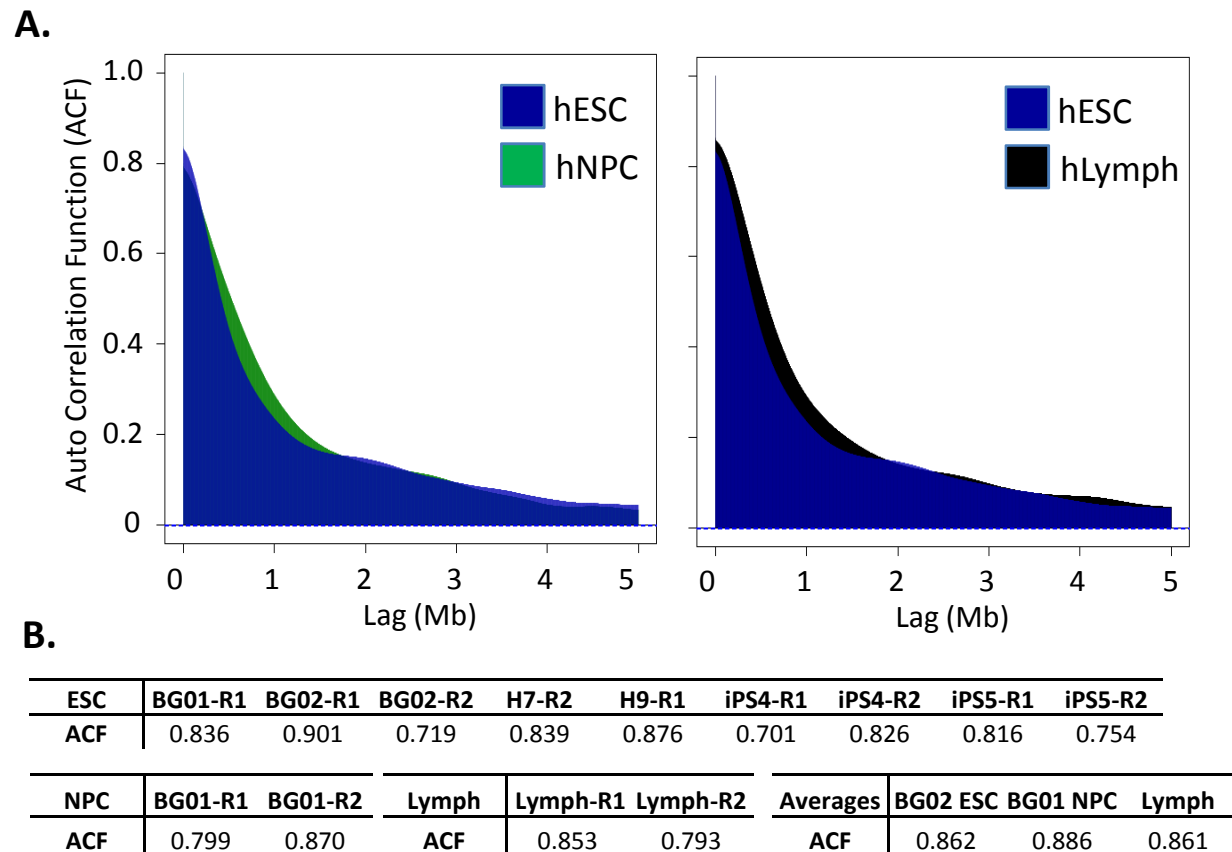 A.
1.0
0.8
0.6
0.4
0.2
0
Auto Correlation Function (ACF)
hESC
hNPC
hESC
hLymph
0 1 2 3 4 5
Lag (Mb)
0 1 2 3 4 5
Lag (Mb)
B.
ESC BG01-R1 BG02-R1 BG02-R2 H7-R2 H9-R1 iPS4-R1 iPS4-R2 iPS5-R1 iPS5-R2
ACF 0.836 0.901 0.719 0.839 0.876 0.701 0.826 0.816 0.754
NPC BG01-R1 BG01-R2 Lymph Lymph-R1 Lymph-R2 Averages BG02 ESC BG01 NPC Lymph
ACF 0.799 0.870 ACF 0.853 0.793 ACF 0.862 0.886 0.861